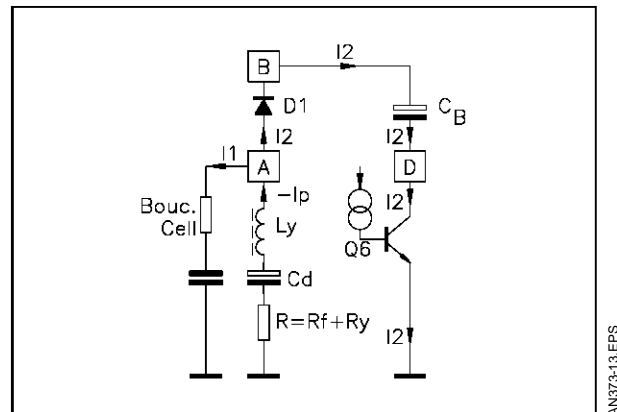 I2
B
D1
C B
I2
I1
A
I2
D
-Ip
I2
Bouc.
Cell
Ly
Q6
Cd
R=Rf+Ry
I2
AN373-13.EPS